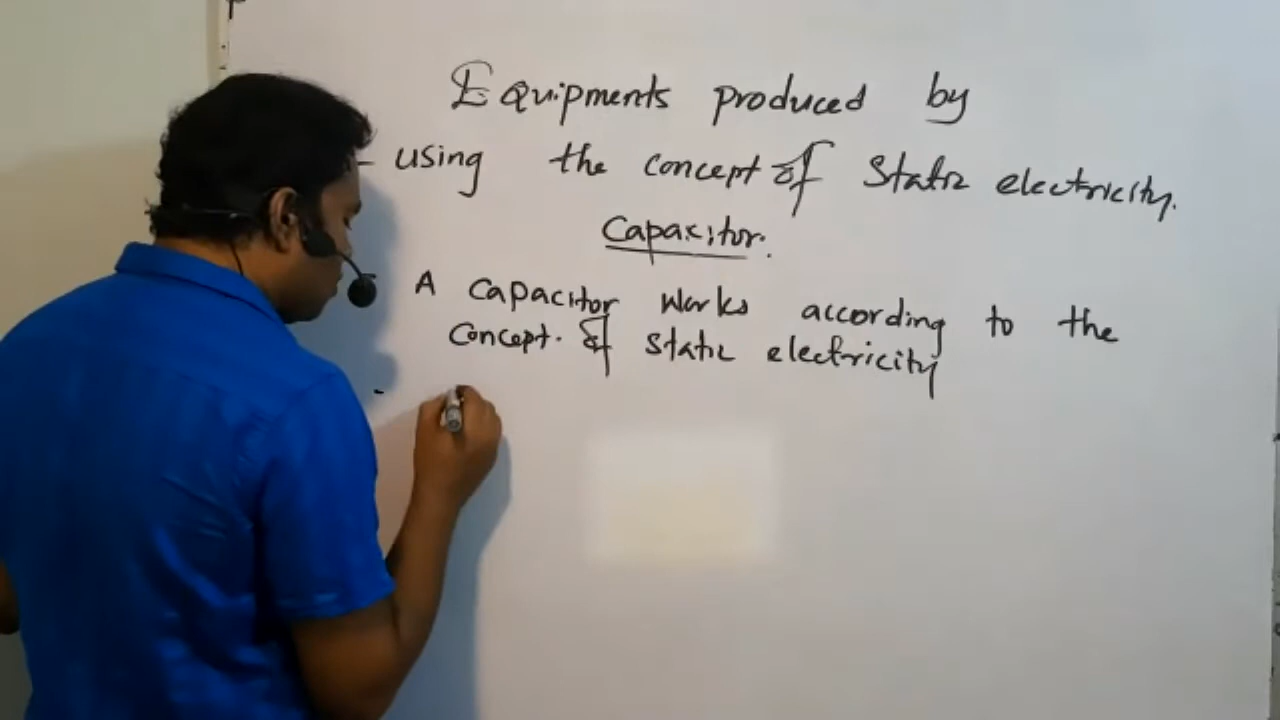 Equipments produced by
- using the concept of Static electricity.
Capacitor.
A capacitor works according to the
concept. of static electricity
-